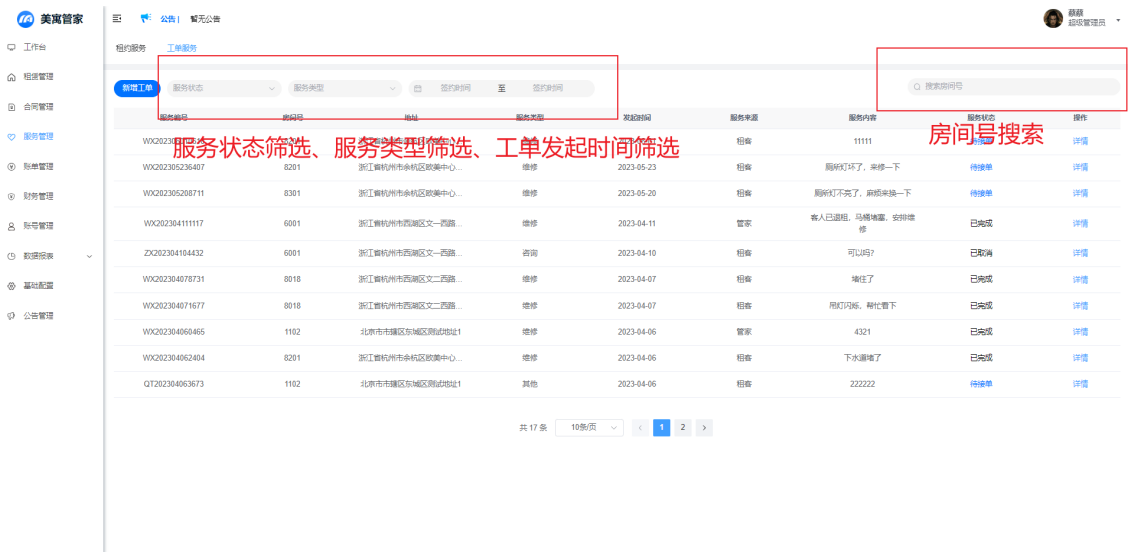 美寓管家
公告 | 暂无公告
蔡蔡
超级管理员
工作台
租赁管理
合同管理
服务管理
账单管理
财务管理
账号管理
数据报表
基础配置
公告管理
租约服务 工单服务
新增工单 服务状态 服务类型 签约时间 至 签约时间 搜索房间号
服务状态筛选、服务类型筛选、工单发起时间筛选
房间号搜索
服务编号 房间号 地址 服务类型 发起时间 服务来源 服务内容 服务状态 操作
租客 11111 待接单 详情
WX202305236407 8201 浙江省杭州市余杭区欧美中心... 维修 2023-05-23 租客 厕所灯坏了，来修一下 待接单 详情
WX202305208711 8301 浙江省杭州市余杭区欧美中心... 维修 2023-05-20 租客 厕所灯不亮了，麻烦来换一下 待接单 详情
WX202304111117 6001 浙江省杭州市西湖区文一西路... 维修 2023-04-11 管家 客人已退租，马桶堵塞，安排维
修 已完成 详情
ZX202304104432 6001 浙江省杭州市西湖区文一西路... 咨询 2023-04-10 租客 可以吗? 已取消 详情
WX202304078731 8018 浙江省杭州市西湖区文二西路... 维修 2023-04-07 租客 堵住了 已完成 详情
WX202304071677 8018 浙江省杭州市西湖区文二西路... 维修 2023-04-07 租客 吊灯闪烁，帮忙看下 已完成 详情
WX202304060465 1102 北京市市辖区东城区测试地址1 维修 2023-04-06 管家 4321 已完成 详情
WX202304062404 8201 浙江省杭州市余杭区欧美中心... 维修 2023-04-06 租客 下水道堵了 已完成 详情
QT202304063673 1102 北京市市辖区东城区测试地址1 其他 2023-04-06 租客 222222 待接单 详情
共 17 条 10条/页 ‹ 1 2 ›